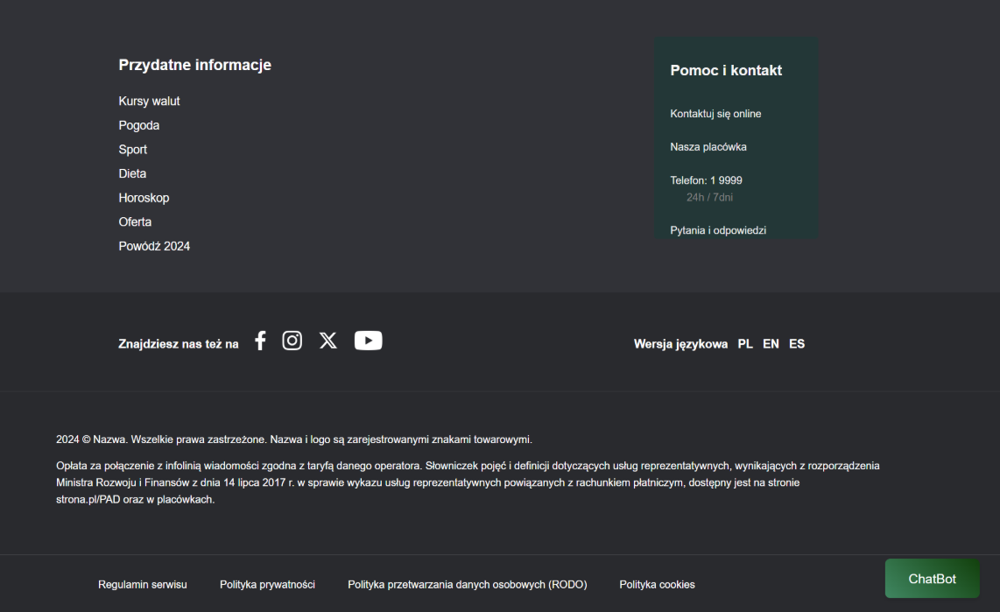 Przydatne informacje
Kursy walut
Pogoda
Sport
Dieta
Horoskop
Oferta
Powódź 2024
Pomoc i kontakt
Kontaktuj się online
Nasza placówka
Telefon: 1 9999
24h / 7dni
Pytania i odpowiedzi
Znajdziesz nas też na
Wersja językowa PL EN ES
2024 © Nazwa. Wszelkie prawa zastrzeżone. Nazwa i logo są zarejestrowanymi znakami towarowymi.
Opłata za połączenie z infolinią wiadomości zgodna z taryfą danego operatora. Słowniczek pojęć i definicji dotyczących usług reprezentatywnych, wynikających z rozporządzenia
Ministra Rozwoju i Finansów z dnia 14 lipca 2017 r. w sprawie wykazu usług reprezentatywnych powiązanych z rachunkiem płatniczym, dostępny jest na stronie
strona.pl/PAD oraz w placówkach.
Regulamin serwisu
Polityka prywatności
Polityka przetwarzania danych osobowych (RODO)
Polityka cookies
ChatBot